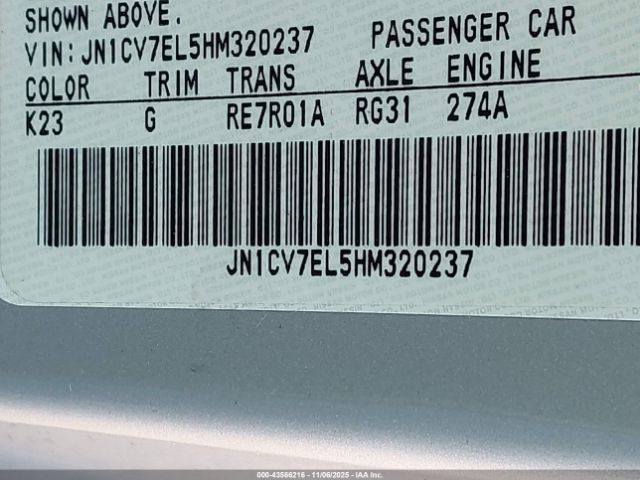 SHOWN ABOVE.
VIN: JN1CV7EL5HM320237 PASSENGER CAR
COLOR TRIM TRANS AXLE ENGINE
K23 G RE7R01A RG31 274A
JN1CV7EL5HM320237
000-43566216 - 11/06/2025 - IAA Inc.